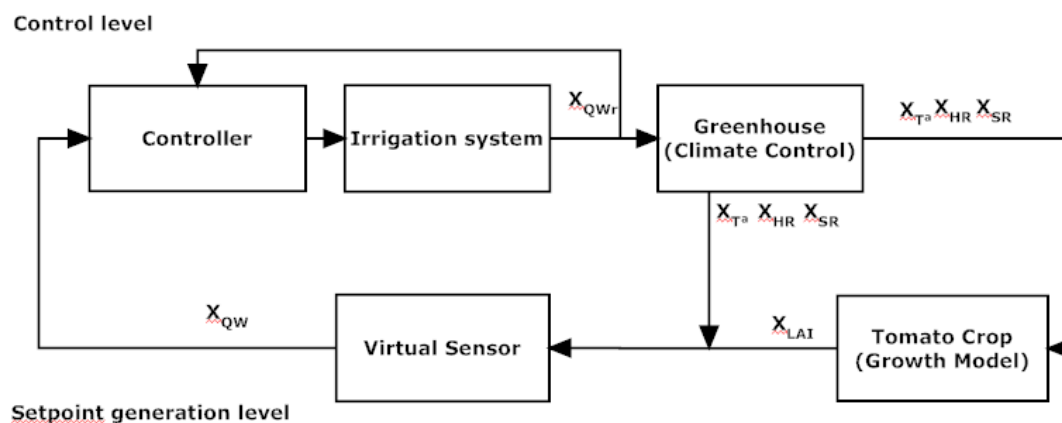 Control level
Controller
Irrigation system
X_QWr
Greenhouse
(Climate Control)
X_Tª X_HR X_SR
X_Tª X_HR X_SR
X_QW
Virtual Sensor
X_LAI
Tomato Crop
(Growth Model)
Setpoint generation level